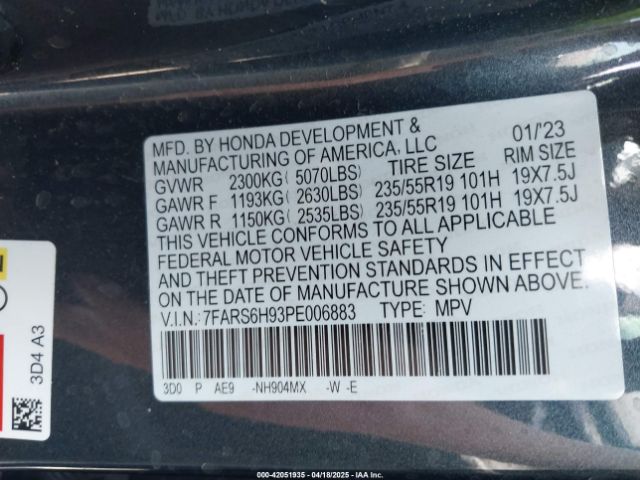 MFD. BY HONDA DEVELOPMENT & 01/'23
MANUFACTURING OF AMERICA, LLC
TIRE SIZE RIM SIZE
GVWR 2300KG( 5070LBS)
GAWR F 1193KG( 2630LBS) 235/55R19 101H 19X7.5J
GAWR R 1150KG( 2535LBS) 235/55R19 101H 19X7.5J
THIS VEHICLE CONFORMS TO ALL APPLICABLE
FEDERAL MOTOR VEHICLE SAFETY
AND THEFT PREVENTION STANDARDS IN EFFECT
ON THE DATE OF MANUFACTURE SHOWN ABOVE.
V.I.N.:7FARS6H93PE006883 TYPE: MPV
3D0 P AE9 -NH904MX -W -E
3D4 A3
000-42051935 - 04/18/2025 - IAA Inc.